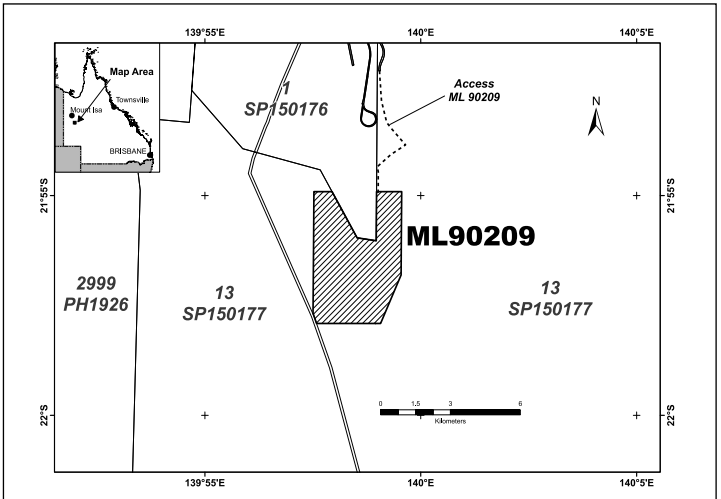 139°55'E
140°E
140°5'E
Map Area
Townsville
Mount Isa
BRISBANE
1
SP150176
Access
ML 90209
N
21°55'S
21°55'S
ML90209
2999
PH1926
13
SP150177
13
SP150177
0 1.5 3 6
Kilometers
22°S
22°S
139°55'E
140°E
140°5'E